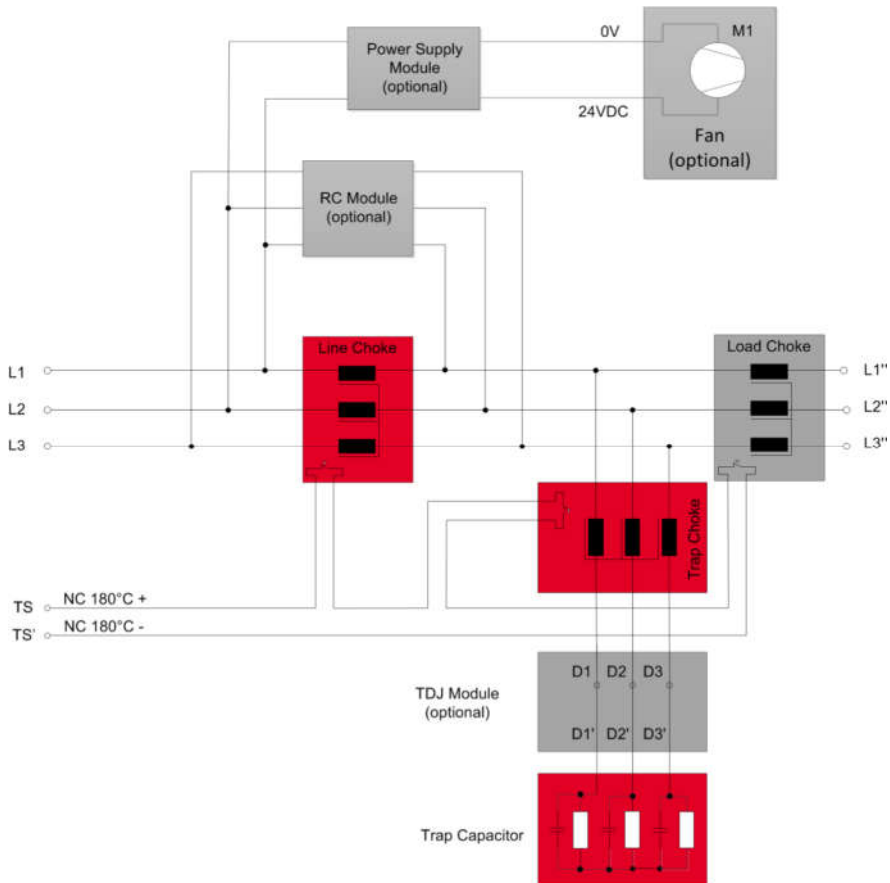 0V
M1
Power Supply
Module
(optional)
24VDC
Fan
(optional)
RC Module
(optional)
Line Choke
Load Choke
L1
L1"
L2
L2"
L3
L3"
Trap Choke
TS
NC 180°C +
TS'
NC 180°C -
D1
D2
D3
TDJ Module
(optional)
D1'
D2'
D3'
Trap Capacitor